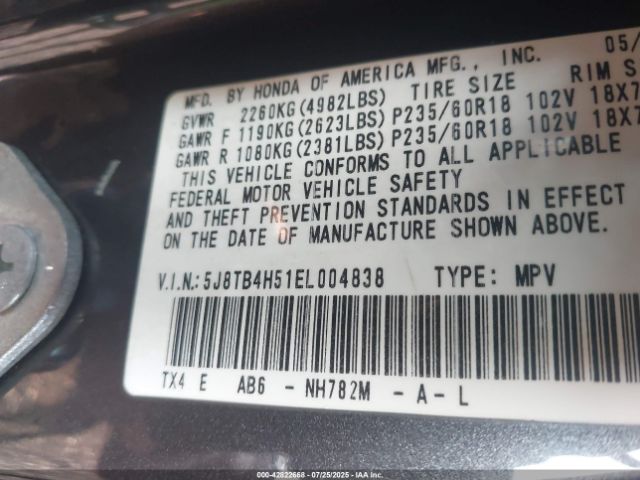 MFD. BY HONDA OF AMERICA MFG., INC. 05/
GVWR 2260KG(4982LBS) TIRE SIZE RIM S
GAWR F 1190KG(2623LBS) P235/60R18 102V 18X7
GAWR R 1080KG(2381LBS) P235/60R18 102V 18X7
THIS VEHICLE CONFORMS TO ALL APPLICABLE
FEDERAL MOTOR VEHICLE SAFETY
AND THEFT PREVENTION STANDARDS IN EFFECT
ON THE DATE OF MANUFACTURE SHOWN ABOVE.
V.I.N.: 5J8TB4H51EL004838 TYPE: MPV
TX4 E AB6 - NH782M - A - L
000-42822668 - 07/25/2025 - IAAI.COM